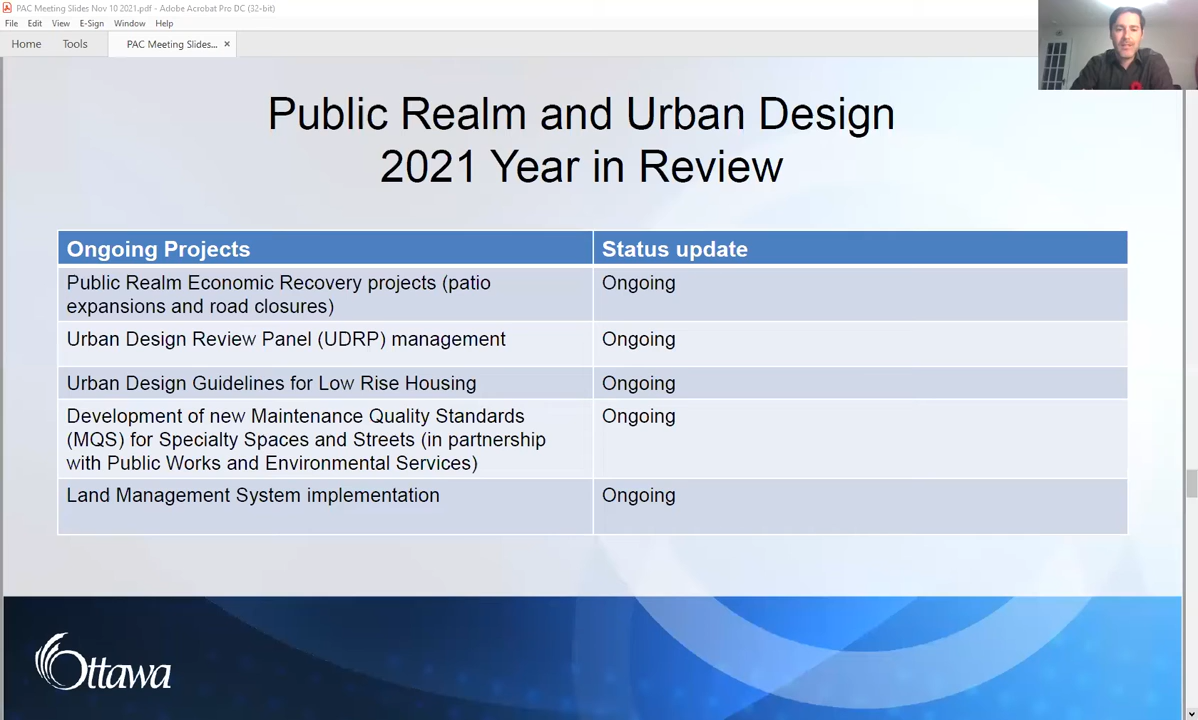 PAC Meeting Slides Nov 10 2021.pdf - Adobe Acrobat Pro DC (32-bit)
File Edit View E-Sign Window Help
Home Tools PAC Meeting Slides... ×
Public Realm and Urban Design
2021 Year in Review
Ongoing Projects Status update
Public Realm Economic Recovery projects (patio Ongoing
expansions and road closures)
Urban Design Review Panel (UDRP) management Ongoing
Urban Design Guidelines for Low Rise Housing Ongoing
Development of new Maintenance Quality Standards Ongoing
(MQS) for Specialty Spaces and Streets (in partnership
with Public Works and Environmental Services)
Land Management System implementation Ongoing
Ottawa